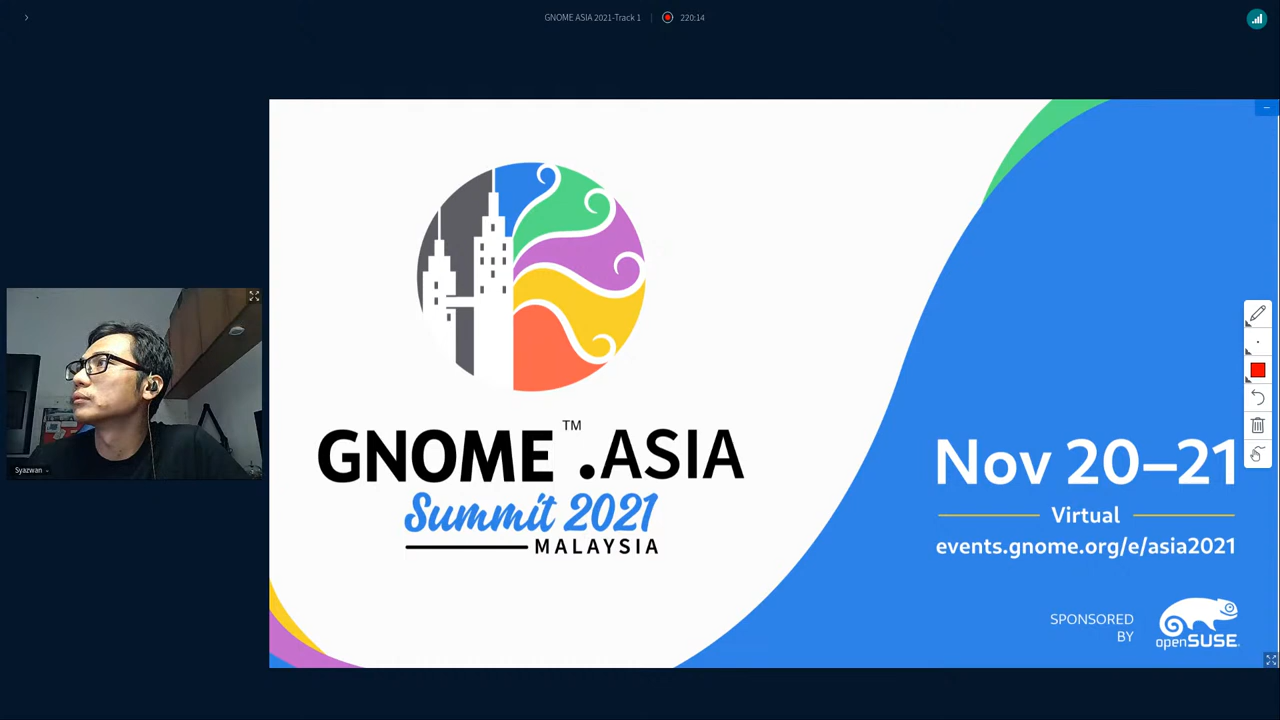 GNOME ASIA 2021-Track 1
220:14
Syazwan
GNOME™.ASIA
Summit 2021
MALAYSIA
Nov 20–21
Virtual
events.gnome.org/e/asia2021
SPONSORED
BY
openSUSE